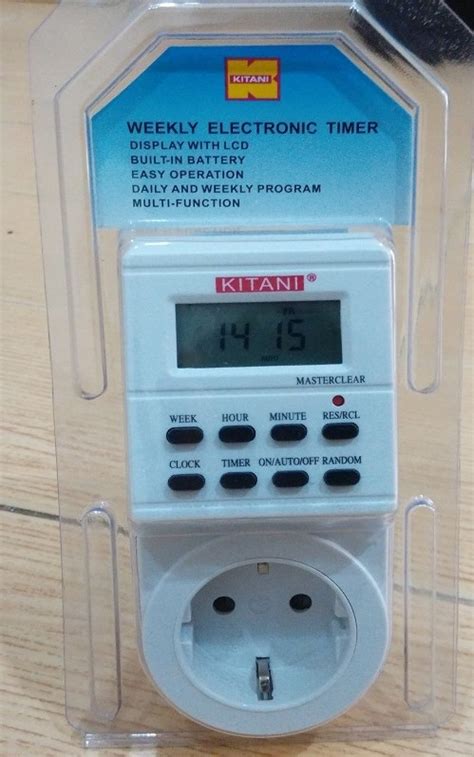 KITANI
WEEKLY ELECTRONIC TIMER
DISPLAY WITH LCD
BUILT-IN BATTERY
EASY OPERATION
DAILY AND WEEKLY PROGRAM
MULTI-FUNCTION
KITANI®
14 15
AUTO
MASTERCLEAR
WEEK HOUR MINUTE RES/RCL
CLOCK TIMER ON/AUTO/OFF RANDOM